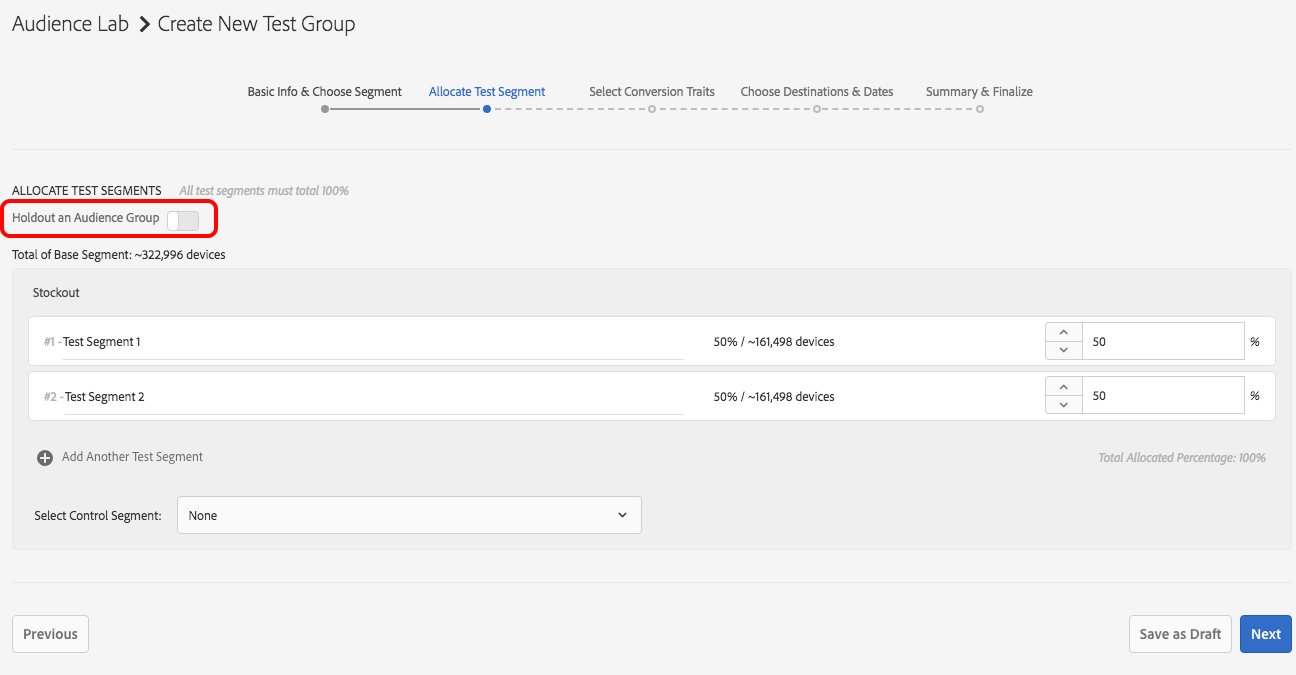 Audience Lab > Create New Test Group
Basic Info & Choose Segment Allocate Test Segment Select Conversion Traits Choose Destinations & Dates Summary & Finalize
ALLOCATE TEST SEGMENTS All test segments must total 100%
Holdout an Audience Group
Total of Base Segment: ~322,996 devices
Stockout
#1 - Test Segment 1 50% / ~161,498 devices 50 %
#2 - Test Segment 2 50% / ~161,498 devices 50 %
Add Another Test Segment Total Allocated Percentage: 100%
Select Control Segment: None
Previous Save as Draft Next